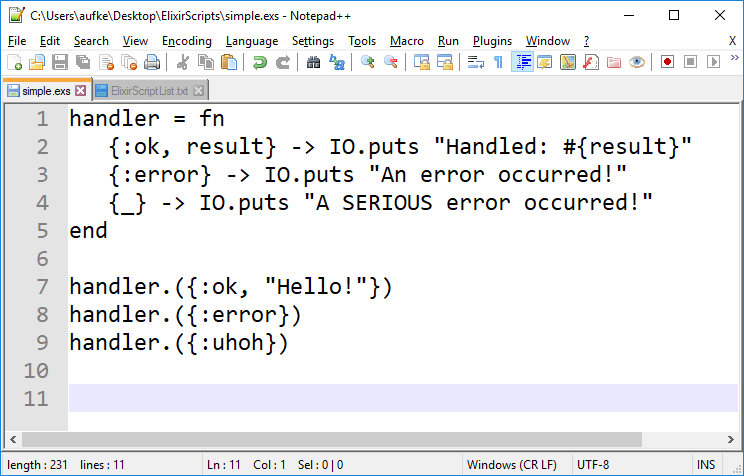 C:\Users\aufke\Desktop\ElixirScripts\simple.exs - Notepad++
File Edit Search View Encoding Language Settings Tools Macro Run Plugins Window ? X
simple.exs ElixirScriptList.txt
1 handler = fn
2    {:ok, result} -> IO.puts "Handled: #{result}"
3    {:error} -> IO.puts "An error occurred!"
4    {_} -> IO.puts "A SERIOUS error occurred!"
5 end
6
7 handler.({:ok, "Hello!"})
8 handler.({:error})
9 handler.({:uhoh})
10
11
length : 231 lines : 11 Ln : 11 Col : 1 Sel : 0 | 0 Windows (CR LF) UTF-8 INS